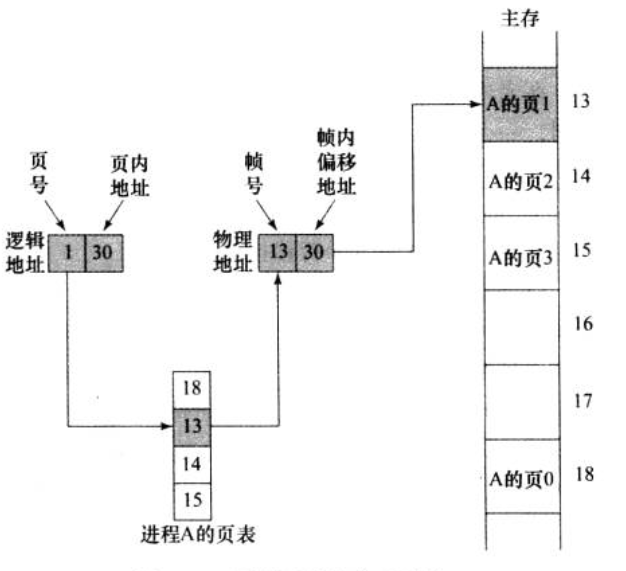 主存
A的页1 13
帧内
页 页内 帧 偏移
号 地址 号 地址
A的页2 14
逻辑 1 30 物理 13 30
地址 地址
A的页3 15
16
18
13
14
15
17
A的页0 18
进程A的页表